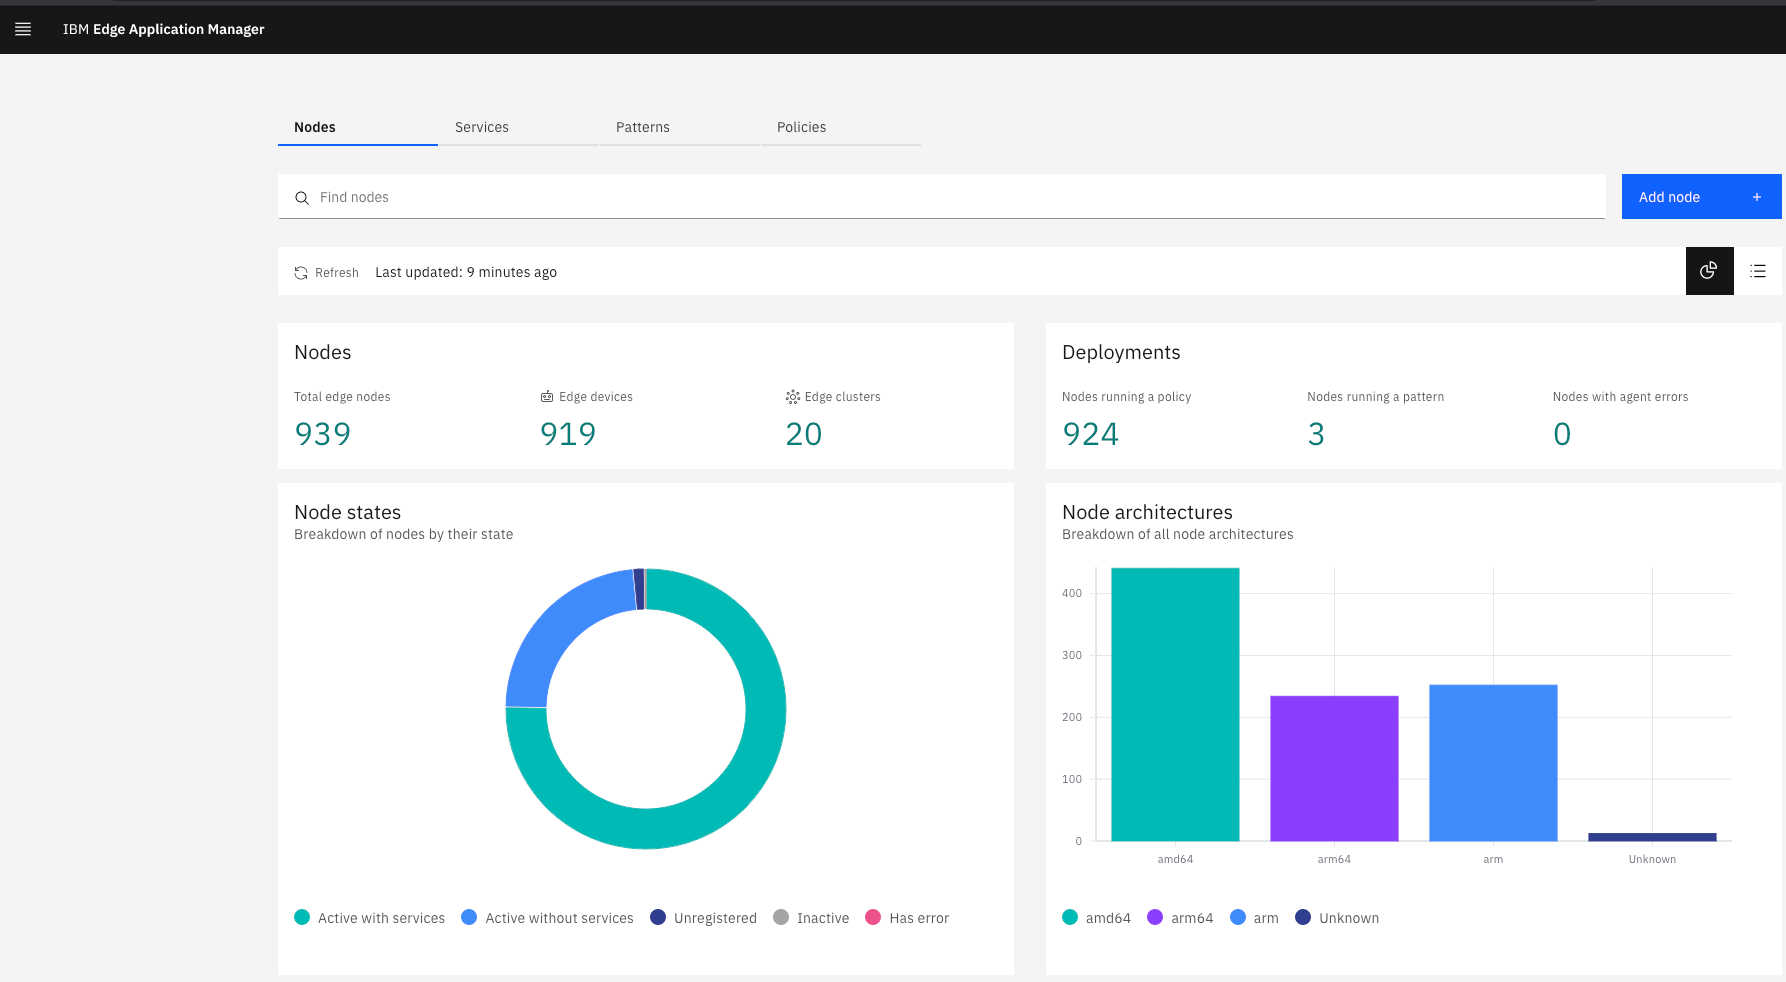 IBM Edge Application Manager
Nodes Services Patterns Policies
Find nodes
Add node +
Refresh Last updated: 9 minutes ago
Nodes
Total edge nodes Edge devices Edge clusters
939 919 20
Deployments
Nodes running a policy Nodes running a pattern Nodes with agent errors
924 3 0
Node states
Breakdown of nodes by their state
Active with services Active without services Unregistered Inactive Has error
Node architectures
Breakdown of all node architectures
400
300
200
100
0
amd64 arm64 arm Unknown
amd64 arm64 arm Unknown